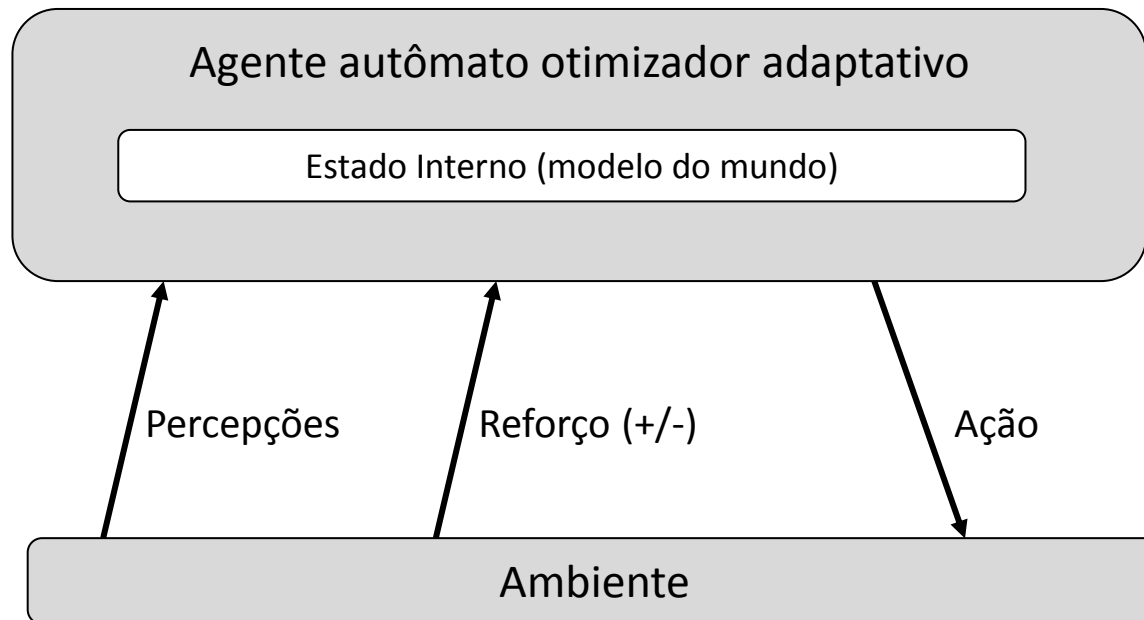 Agente autômato otimizador adaptativo
Estado Interno (modelo do mundo)
Percepções
Reforço (+/-)
Ação
Ambiente